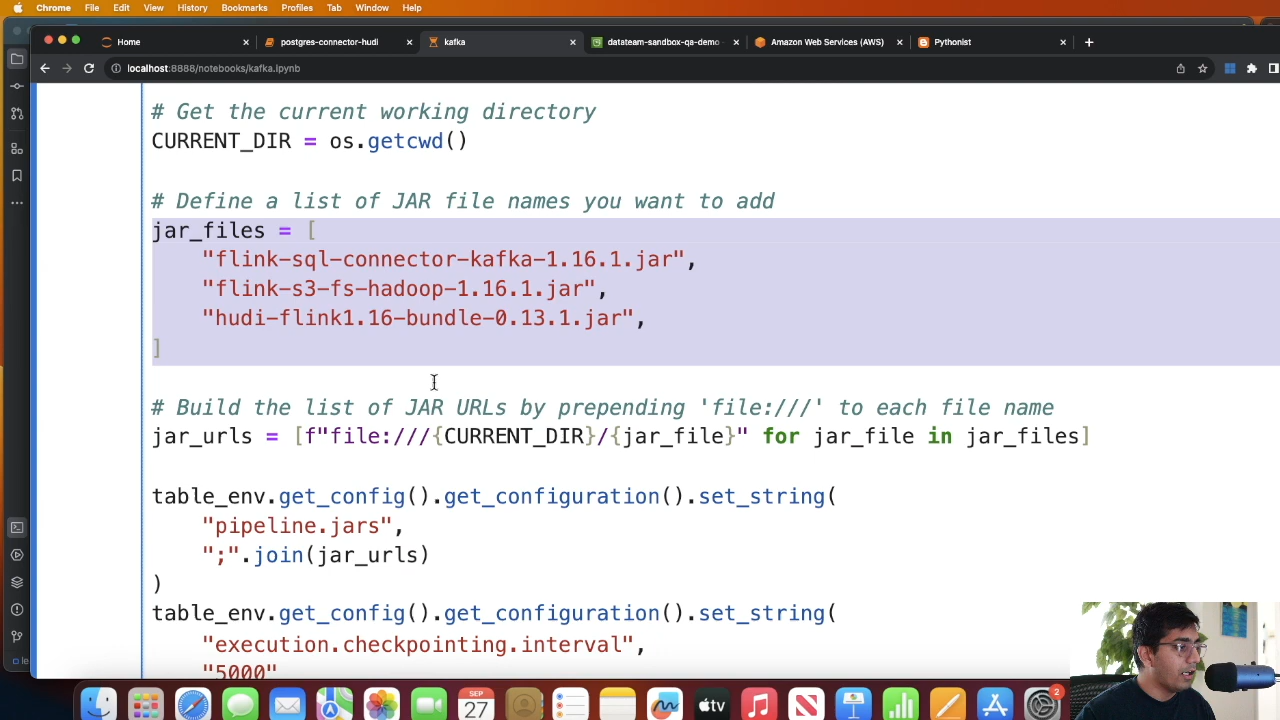 Chrome File Edit View History Bookmarks Profiles Tab Window Help
Home postgres-connector-hudi kafka datateam-sandbox-qa-demo Amazon Web Services (AWS) Pythonist
localhost:8888/notebooks/kafka.ipynb
# Get the current working directory
CURRENT_DIR = os.getcwd()
# Define a list of JAR file names you want to add
jar_files = [
"flink-sql-connector-kafka-1.16.1.jar",
"flink-s3-fs-hadoop-1.16.1.jar",
"hudi-flink1.16-bundle-0.13.1.jar",
]
# Build the list of JAR URLs by prepending 'file:///' to each file name
jar_urls = [f"file:///{CURRENT_DIR}/{jar_file}" for jar_file in jar_files]
table_env.get_config().get_configuration().set_string(
"pipeline.jars",
";".join(jar_urls)
)
table_env.get_config().get_configuration().set_string(
"execution.checkpointing.interval",
"5000"
SEP
27
tv
2